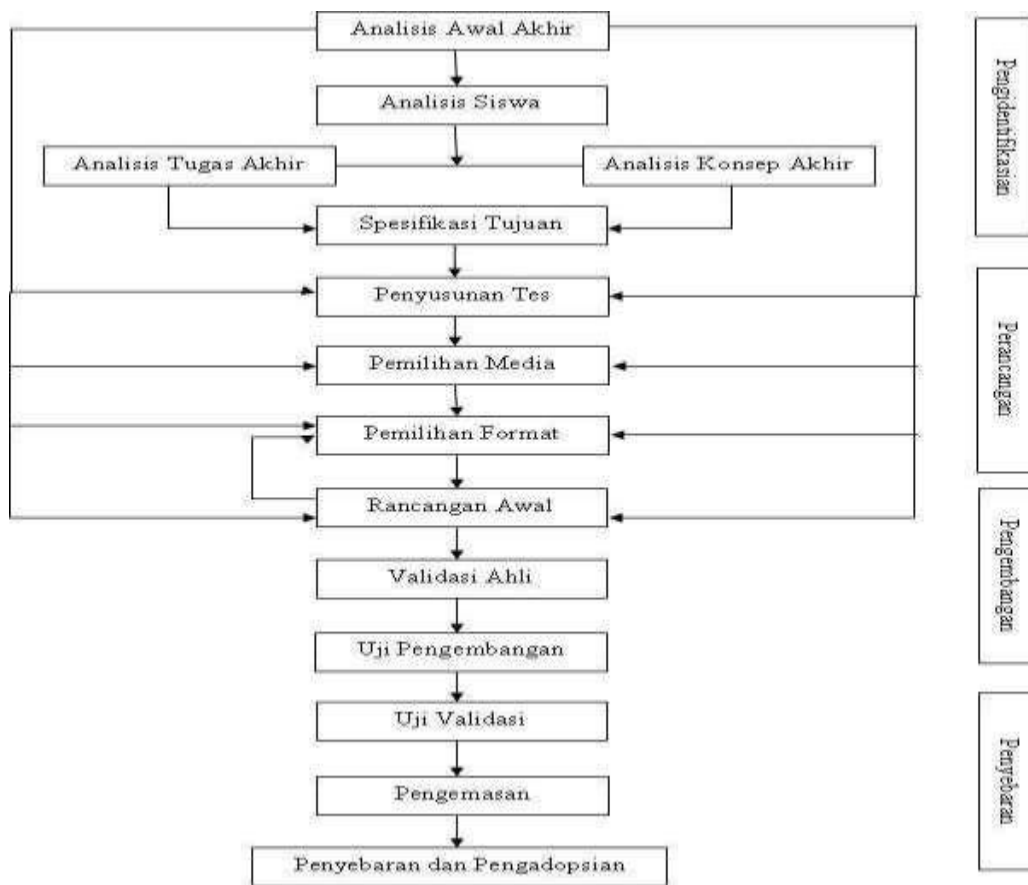 Analisis Awal Akhir
Analisis Siswa
Analisis Tugas Akhir
Analisis Konsep Akhir
Spesifikasi Tujuan
Penyusunan Tes
Pemilihan Media
Pemilihan Format
Rancangan Awal
Validasi Ahli
Uji Pengembangan
Uji Validasi
Pengemasan
Penyebaran dan Pengadopsian
Pengidentifikasian
Perancangan
Pengembangan
Penyebaran